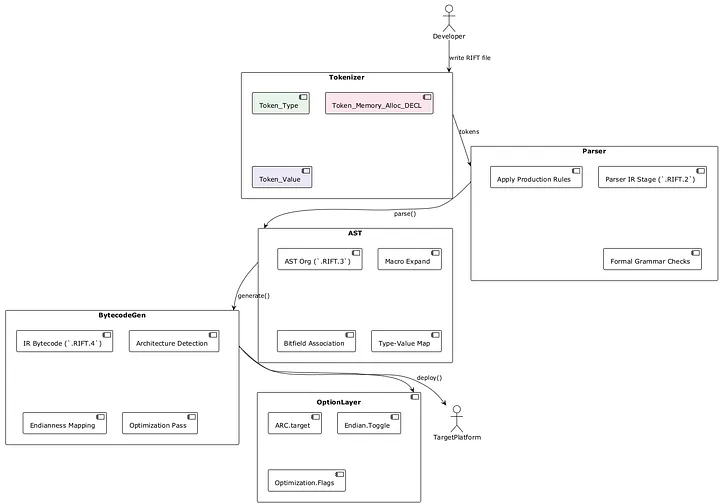 Developer
write RIFT file
Tokenizer
Token_Type
Token_Memory_Alloc_DECL
Token_Value
tokens
Parser
Apply Production Rules
Parser IR Stage (`.RIFT.2`)
Formal Grammar Checks
parse()
AST
AST Org (`.RIFT.3`)
Macro Expand
Bitfield Association
Type-Value Map
generate()
BytecodeGen
IR Bytecode (`.RIFT.4`)
Architecture Detection
Endianness Mapping
Optimization Pass
deploy()
OptionLayer
ARC.target
Endian.Toggle
Optimization.Flags
TargetPlatform